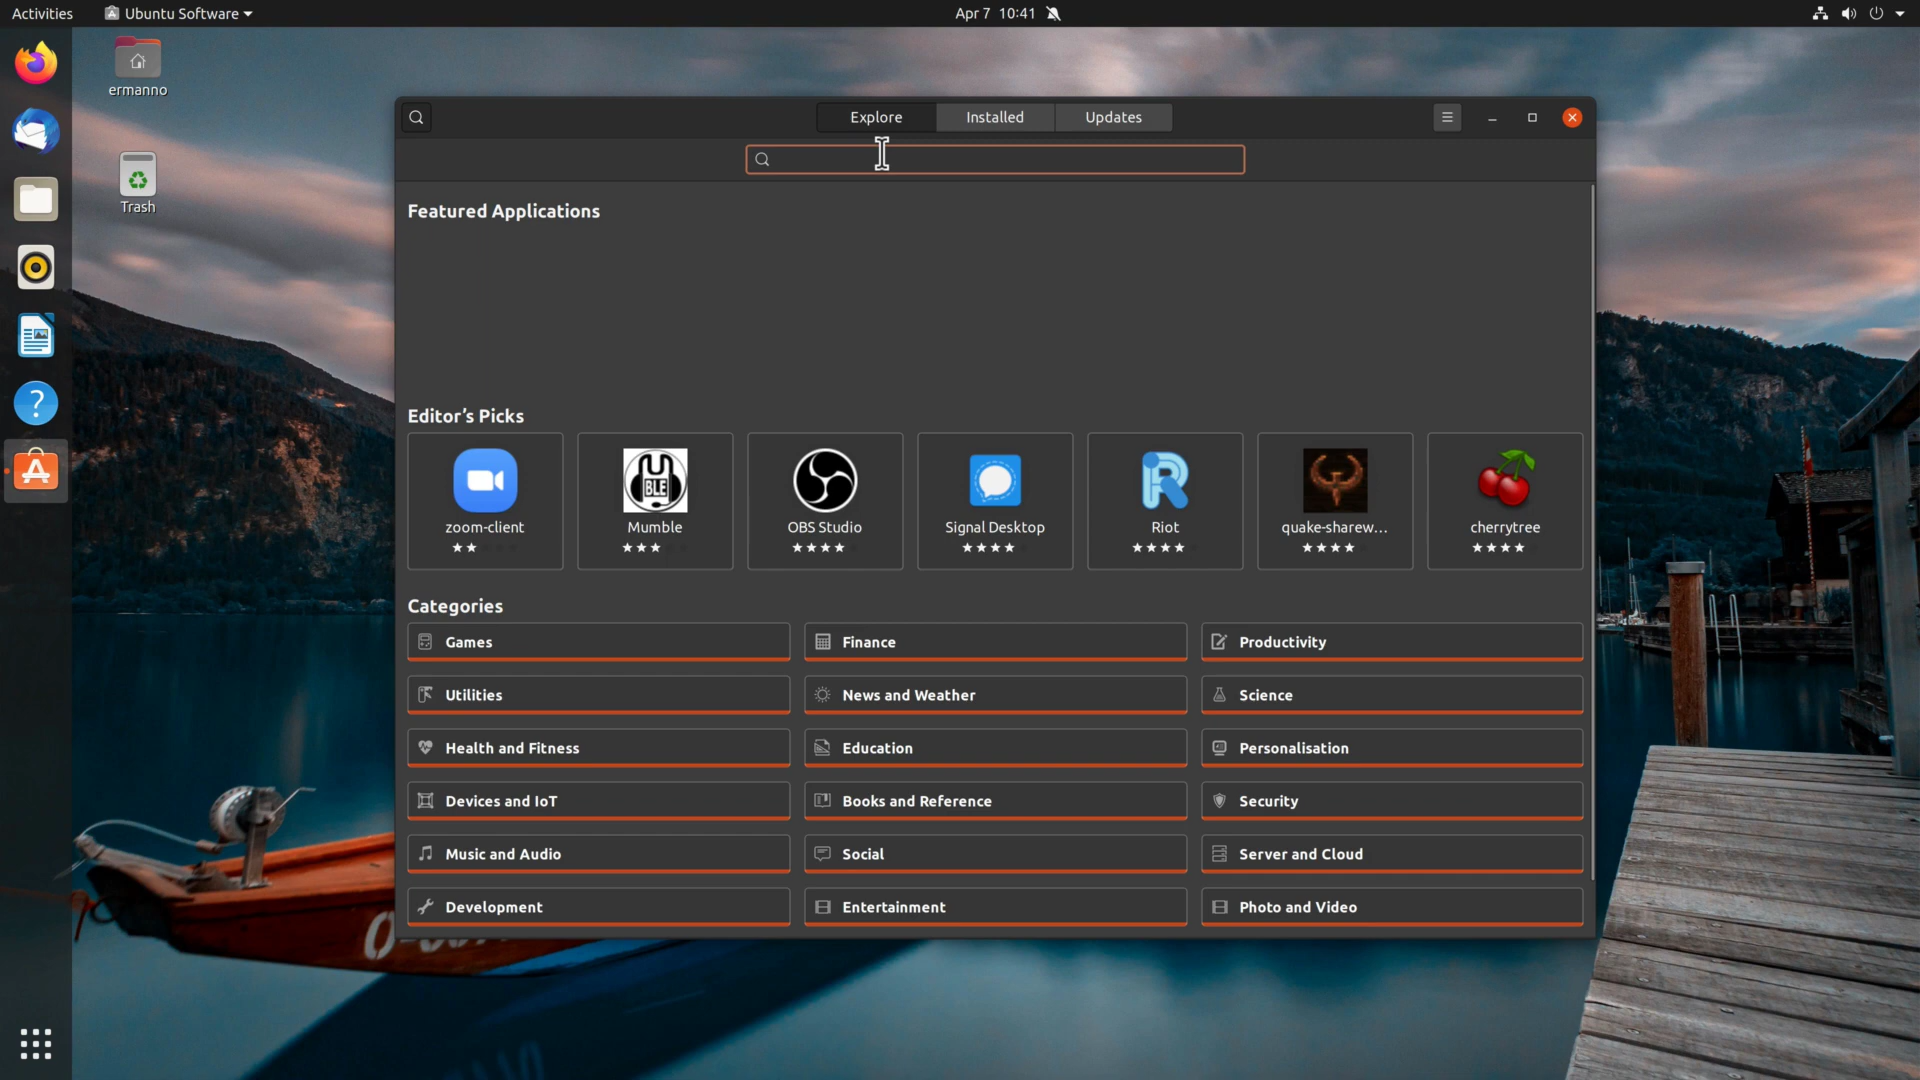 Activities
Ubuntu Software
Apr 7 10:41
ermanno
Trash
Explore
Installed
Updates
Featured Applications
Editor's Picks
zoom-client
Mumble
OBS Studio
Signal Desktop
Riot
quake-sharew...
cherrytree
BLE
Categories
Games
Finance
Productivity
Utilities
News and Weather
Science
Health and Fitness
Education
Personalisation
Devices and IoT
Books and Reference
Security
Music and Audio
Social
Server and Cloud
Development
Entertainment
Photo and Video